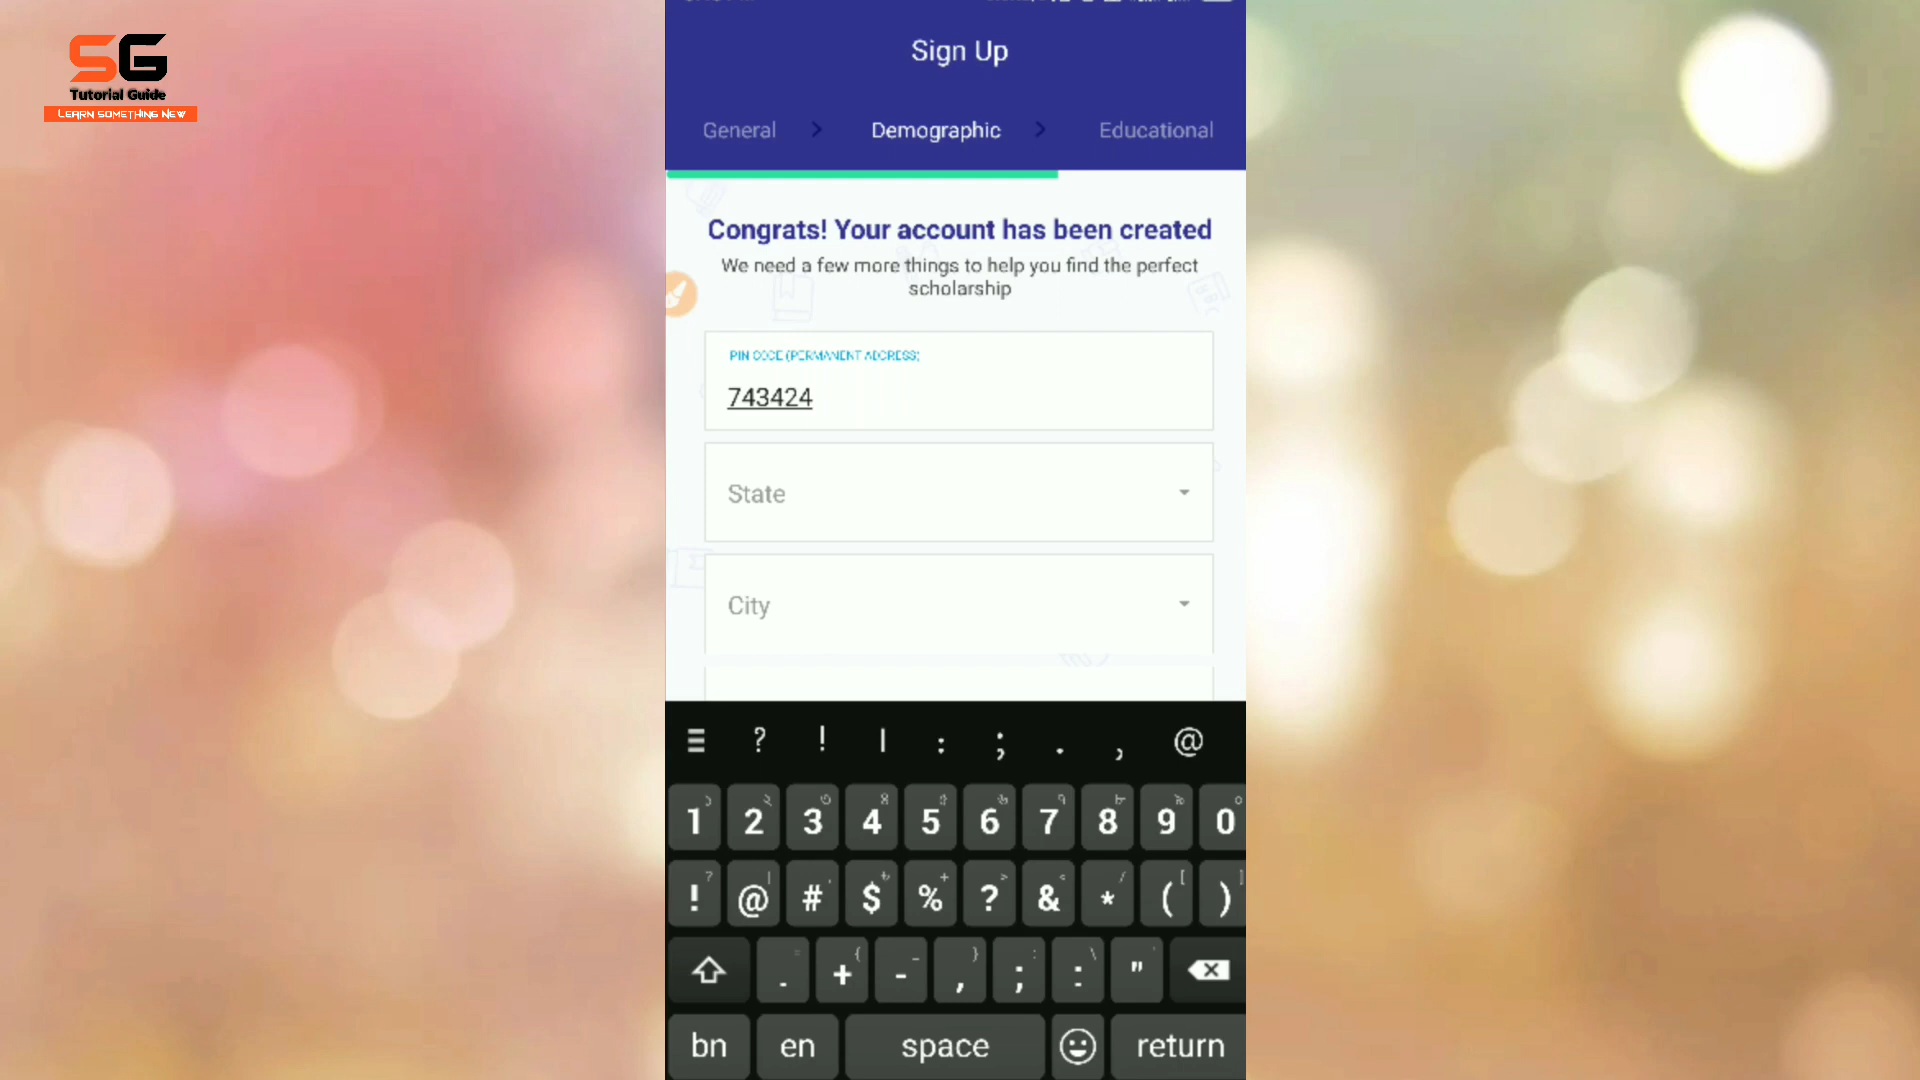 SG
Tutorial Guide
Learn something New
Sign Up
General > Demographic > Educational
Congrats! Your account has been created
We need a few more things to help you find the perfect
scholarship
PIN CODE (PERMANENT ADDRESS)
743424
State
City
? ! | : ; . , @
1 2 3 4 5 6 7 8 9 0
! @ # $ % ? & * ( )
. + - , ; : "
bn en space return